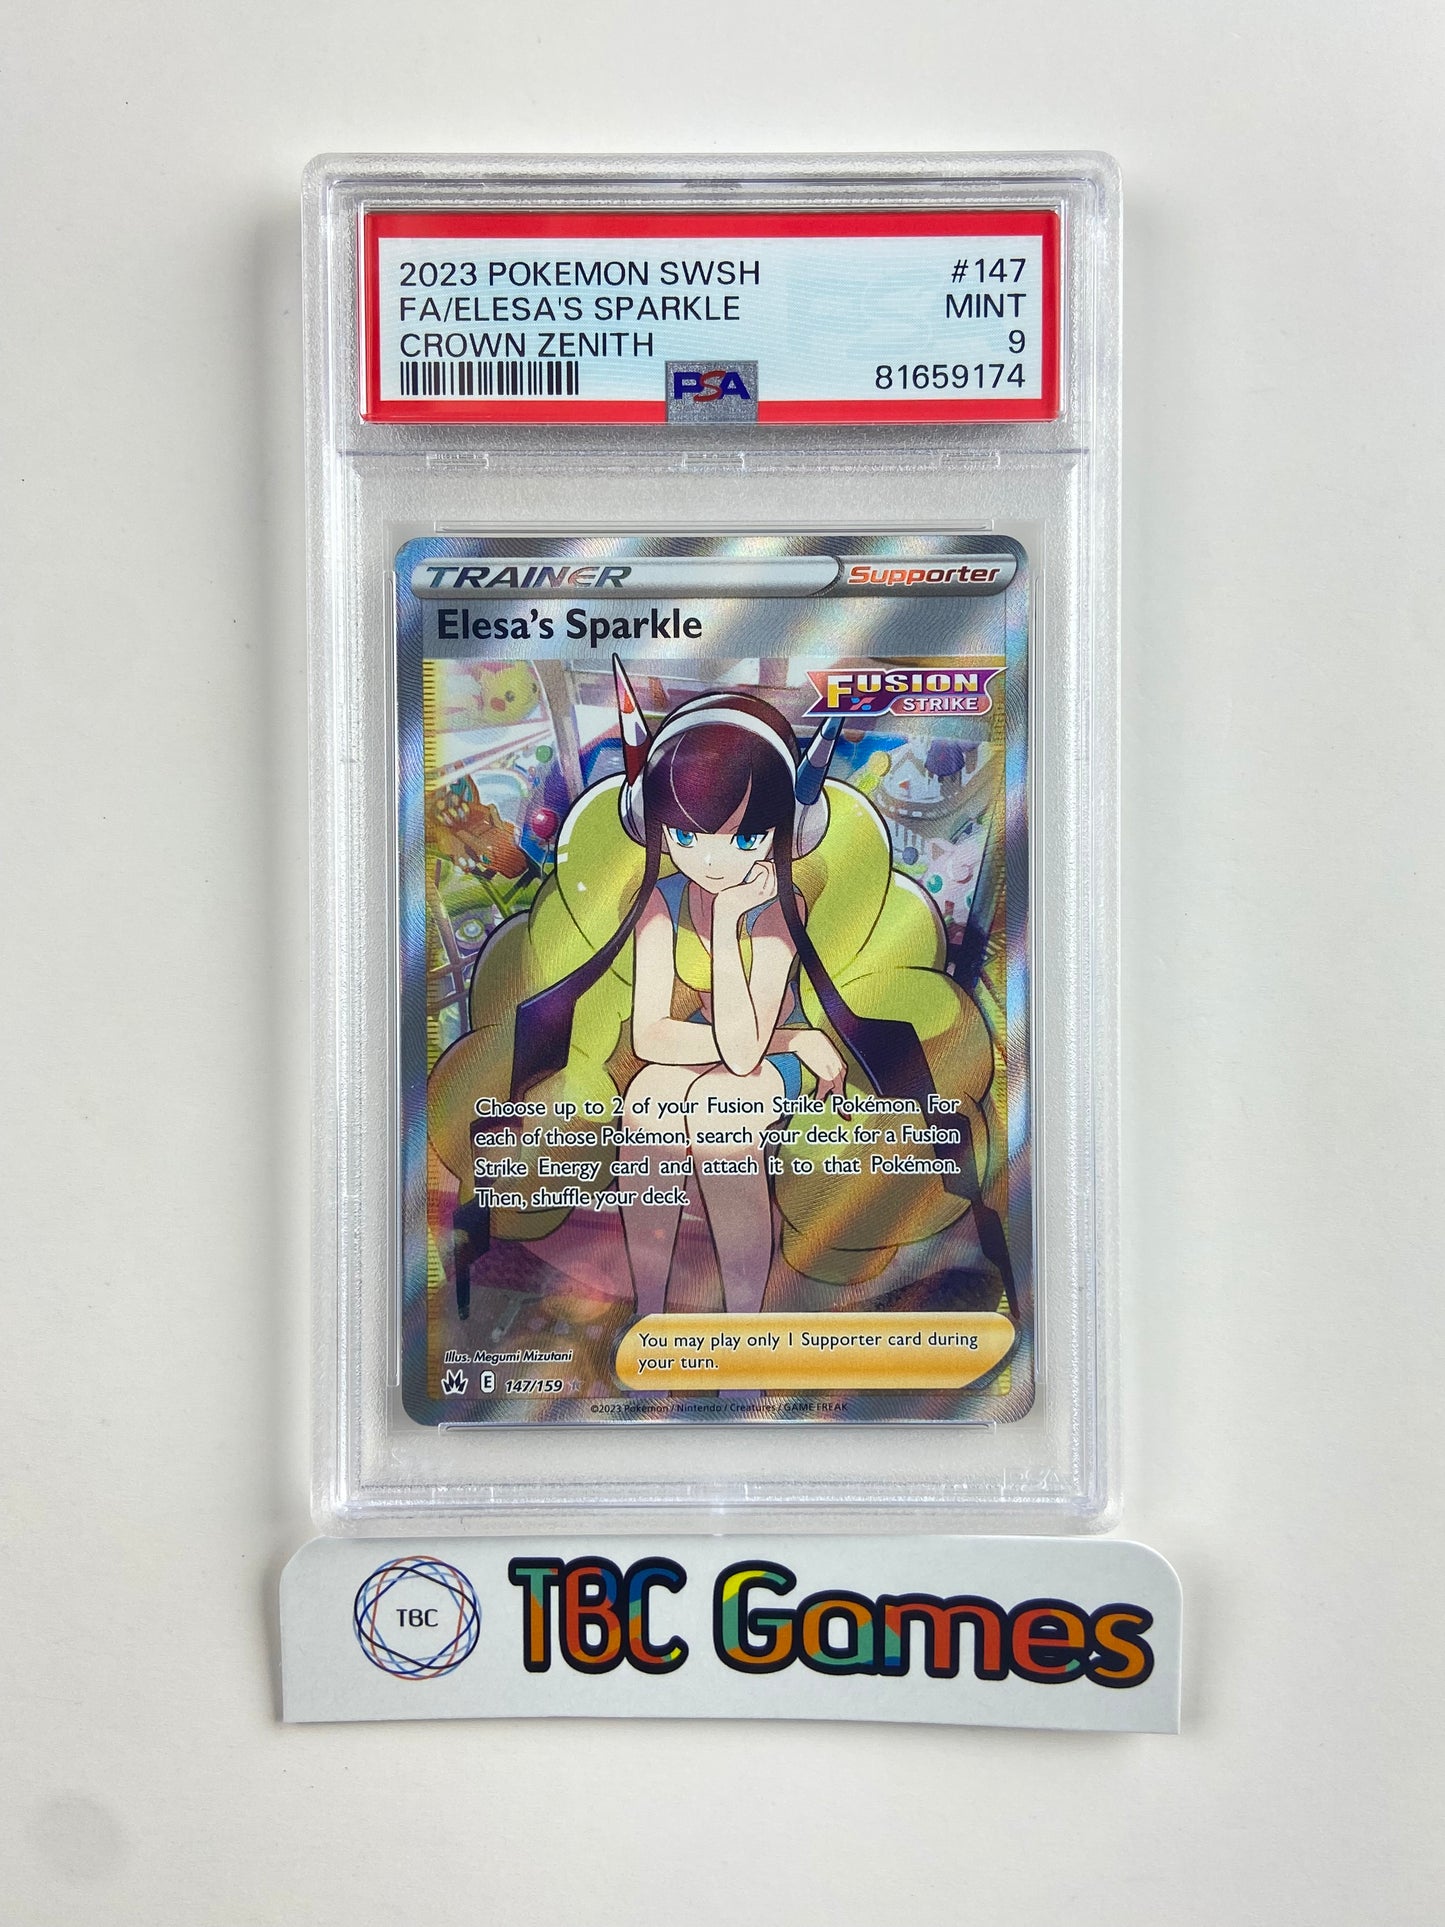 2023 POKEMON SWSH #147
FA/ELESA'S SPARKLE MINT
CROWN ZENITH 9
PSA 81659174
TRAINER Supporter
Elesa's Sparkle
FUSION
STRIKE
Choose up to 2 of your Fusion Strike Pokémon. For
each of those Pokémon, search your deck for a Fusion
Strike Energy card and attach it to that Pokémon.
Then, shuffle your deck.
You may play only 1 Supporter card during
your turn.
Illus. Megumi Mizutani
E 147/159
©2023 Pokémon / Nintendo / Creatures / GAME FREAK
TBC TBC Games